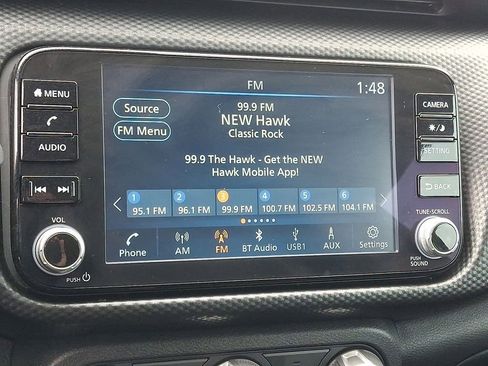 FM
1:48
MENU
AUDIO
VOL
PUSH
Source
FM Menu
99.9 FM
NEW Hawk
Classic Rock
99.9 The Hawk - Get the NEW
Hawk Mobile App!
1 2 3 4 5 6
95.1 FM 96.1 FM 99.9 FM 100.7 FM 102.5 FM 104.1 FM
Phone AM FM BT Audio USB1 AUX Settings
CAMERA
SETTING
BACK
TUNE·SCROLL
PUSH
SOUND